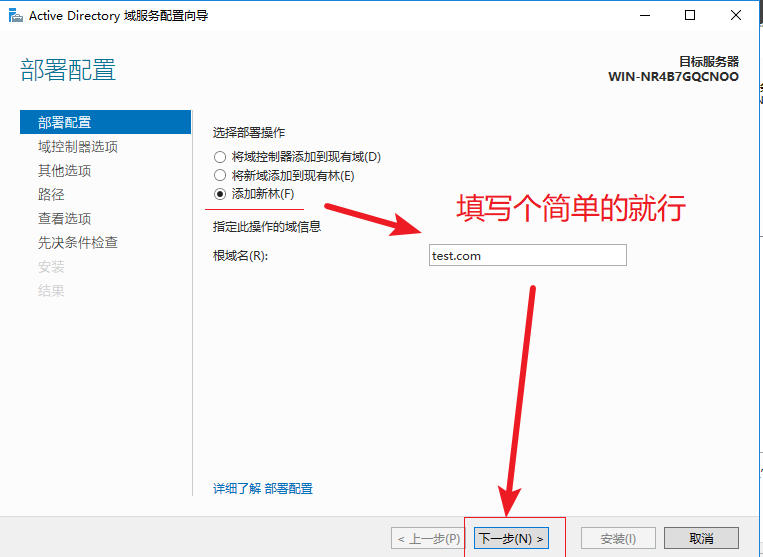 Active Directory 域服务配置向导
部署配置
目标服务器
WIN-NR4B7GQCNOO
部署配置
域控制器选项
其他选项
路径
查看选项
先决条件检查
安装
结果
选择部署操作
将域控制器添加到现有域(D)
将新域添加到现有林(E)
添加新林(F)
填写个简单的就行
指定此操作的域信息
根域名(R):
test.com
详细了解 部署配置
< 上一步(P)
下一步(N) >
安装(I)
取消